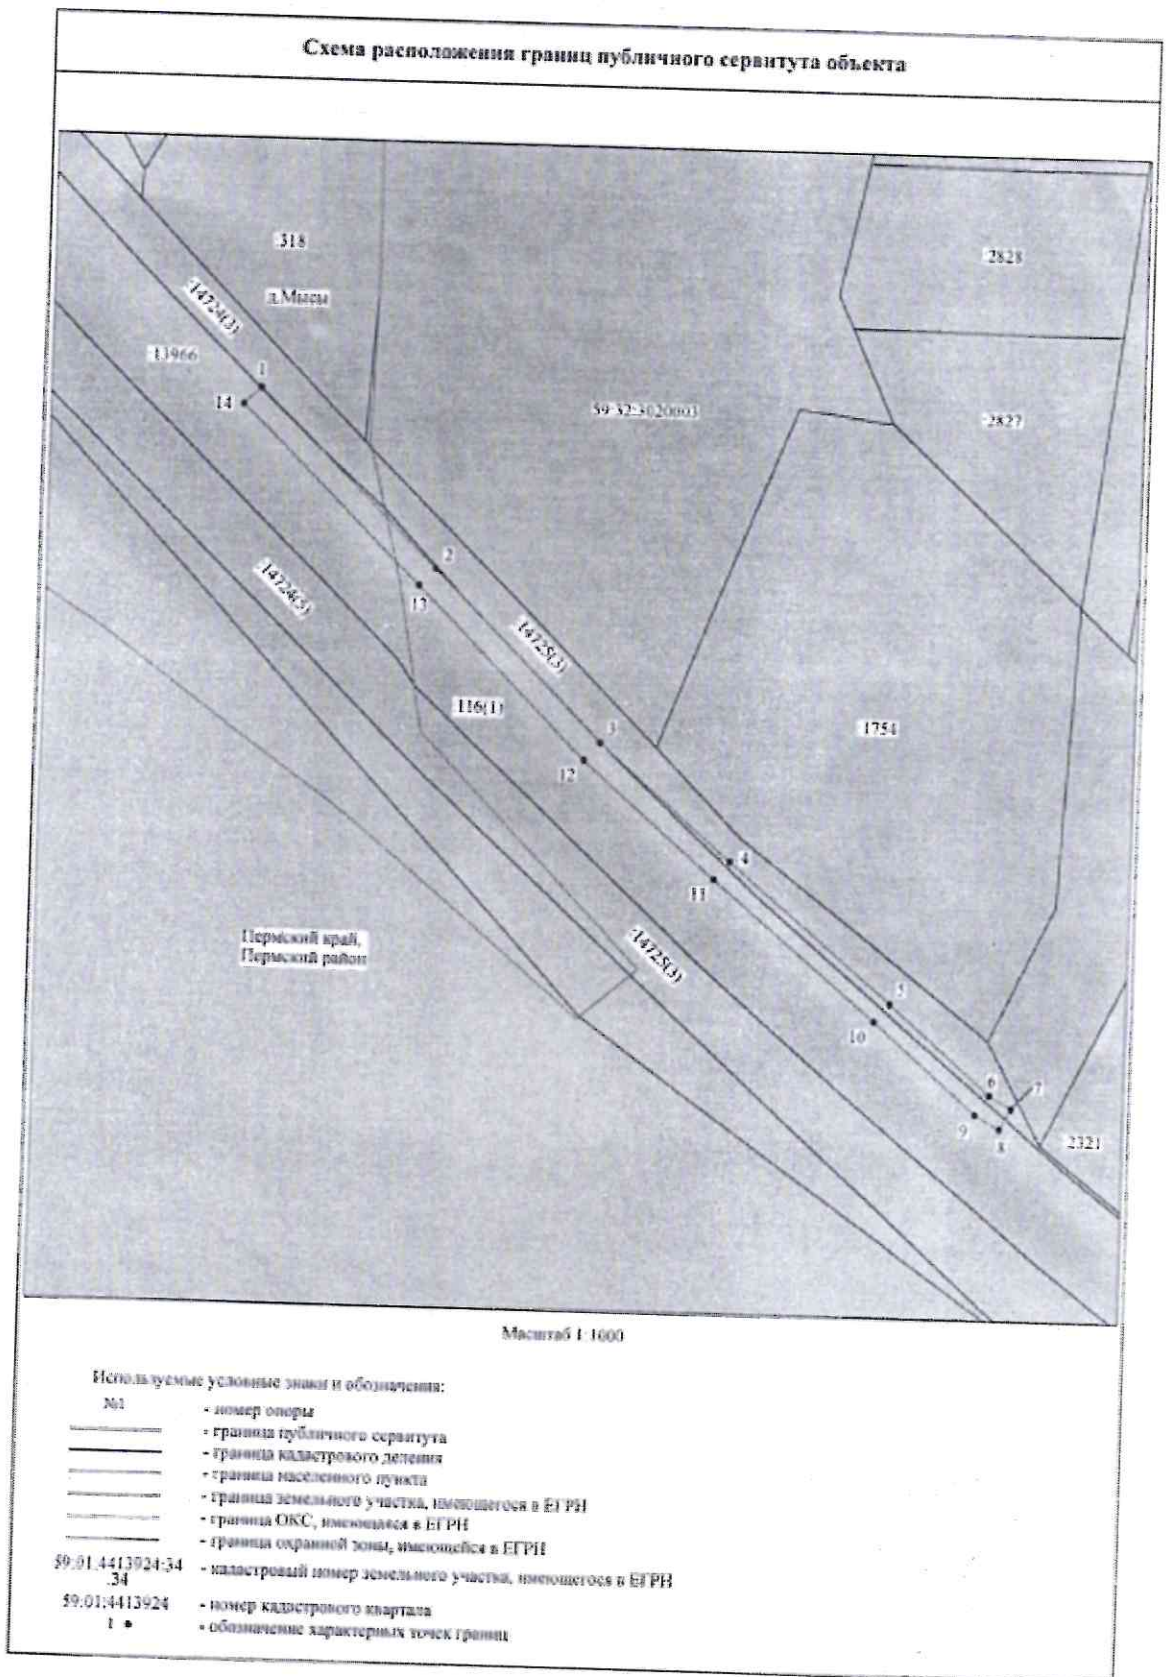 Схема расположения границ публичного сервитута объекта
:318
:2828
д.Мысы
:14724(3)
:13966
1
14
59:32:3020003
:2827
2
:14724(3)
13
:14725(3)
:116(1)
3
:1754
12
4
11
Пермский край,
Пермский район
:14725(3)
5
10
6
7
9
8
:2321
Масштаб 1:1000
Используемые условные знаки и обозначения:
№1 - номер опоры
- граница публичного сервитута
- граница кадастрового деления
- граница населенного пункта
- граница земельного участка, имеющегося в ЕГРН
- граница ОКС, имеющаяся в ЕГРН
- граница охранной зоны, имеющейся в ЕГРН
59:01:4413924:34 - кадастровый номер земельного участка, имеющегося в ЕГРН
:34
59:01:4413924 - номер кадастрового квартала
1 ● - обозначение характерных точек границ